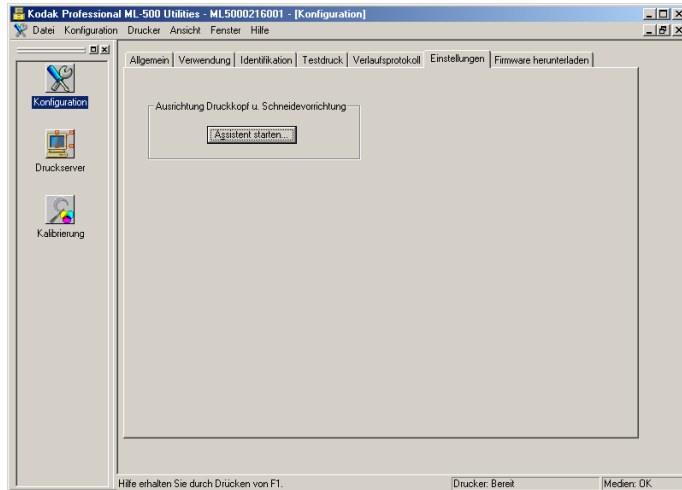 Kodak Professional ML-500 Utilities - ML5000216001 - [Konfiguration]
Datei Konfiguration Drucker Ansicht Fenster Hilfe
Allgemein Verwendung Identifikation Testdruck Verlaufsprotokoll Einstellungen Firmware herunterladen
Konfiguration
Druckserver
Kalibrierung
Ausrichtung Druckkopf u. Schneidevorrichtung
Assistent starten...
Hilfe erhalten Sie durch Drücken von F1. Drucker: Bereit Medien: OK